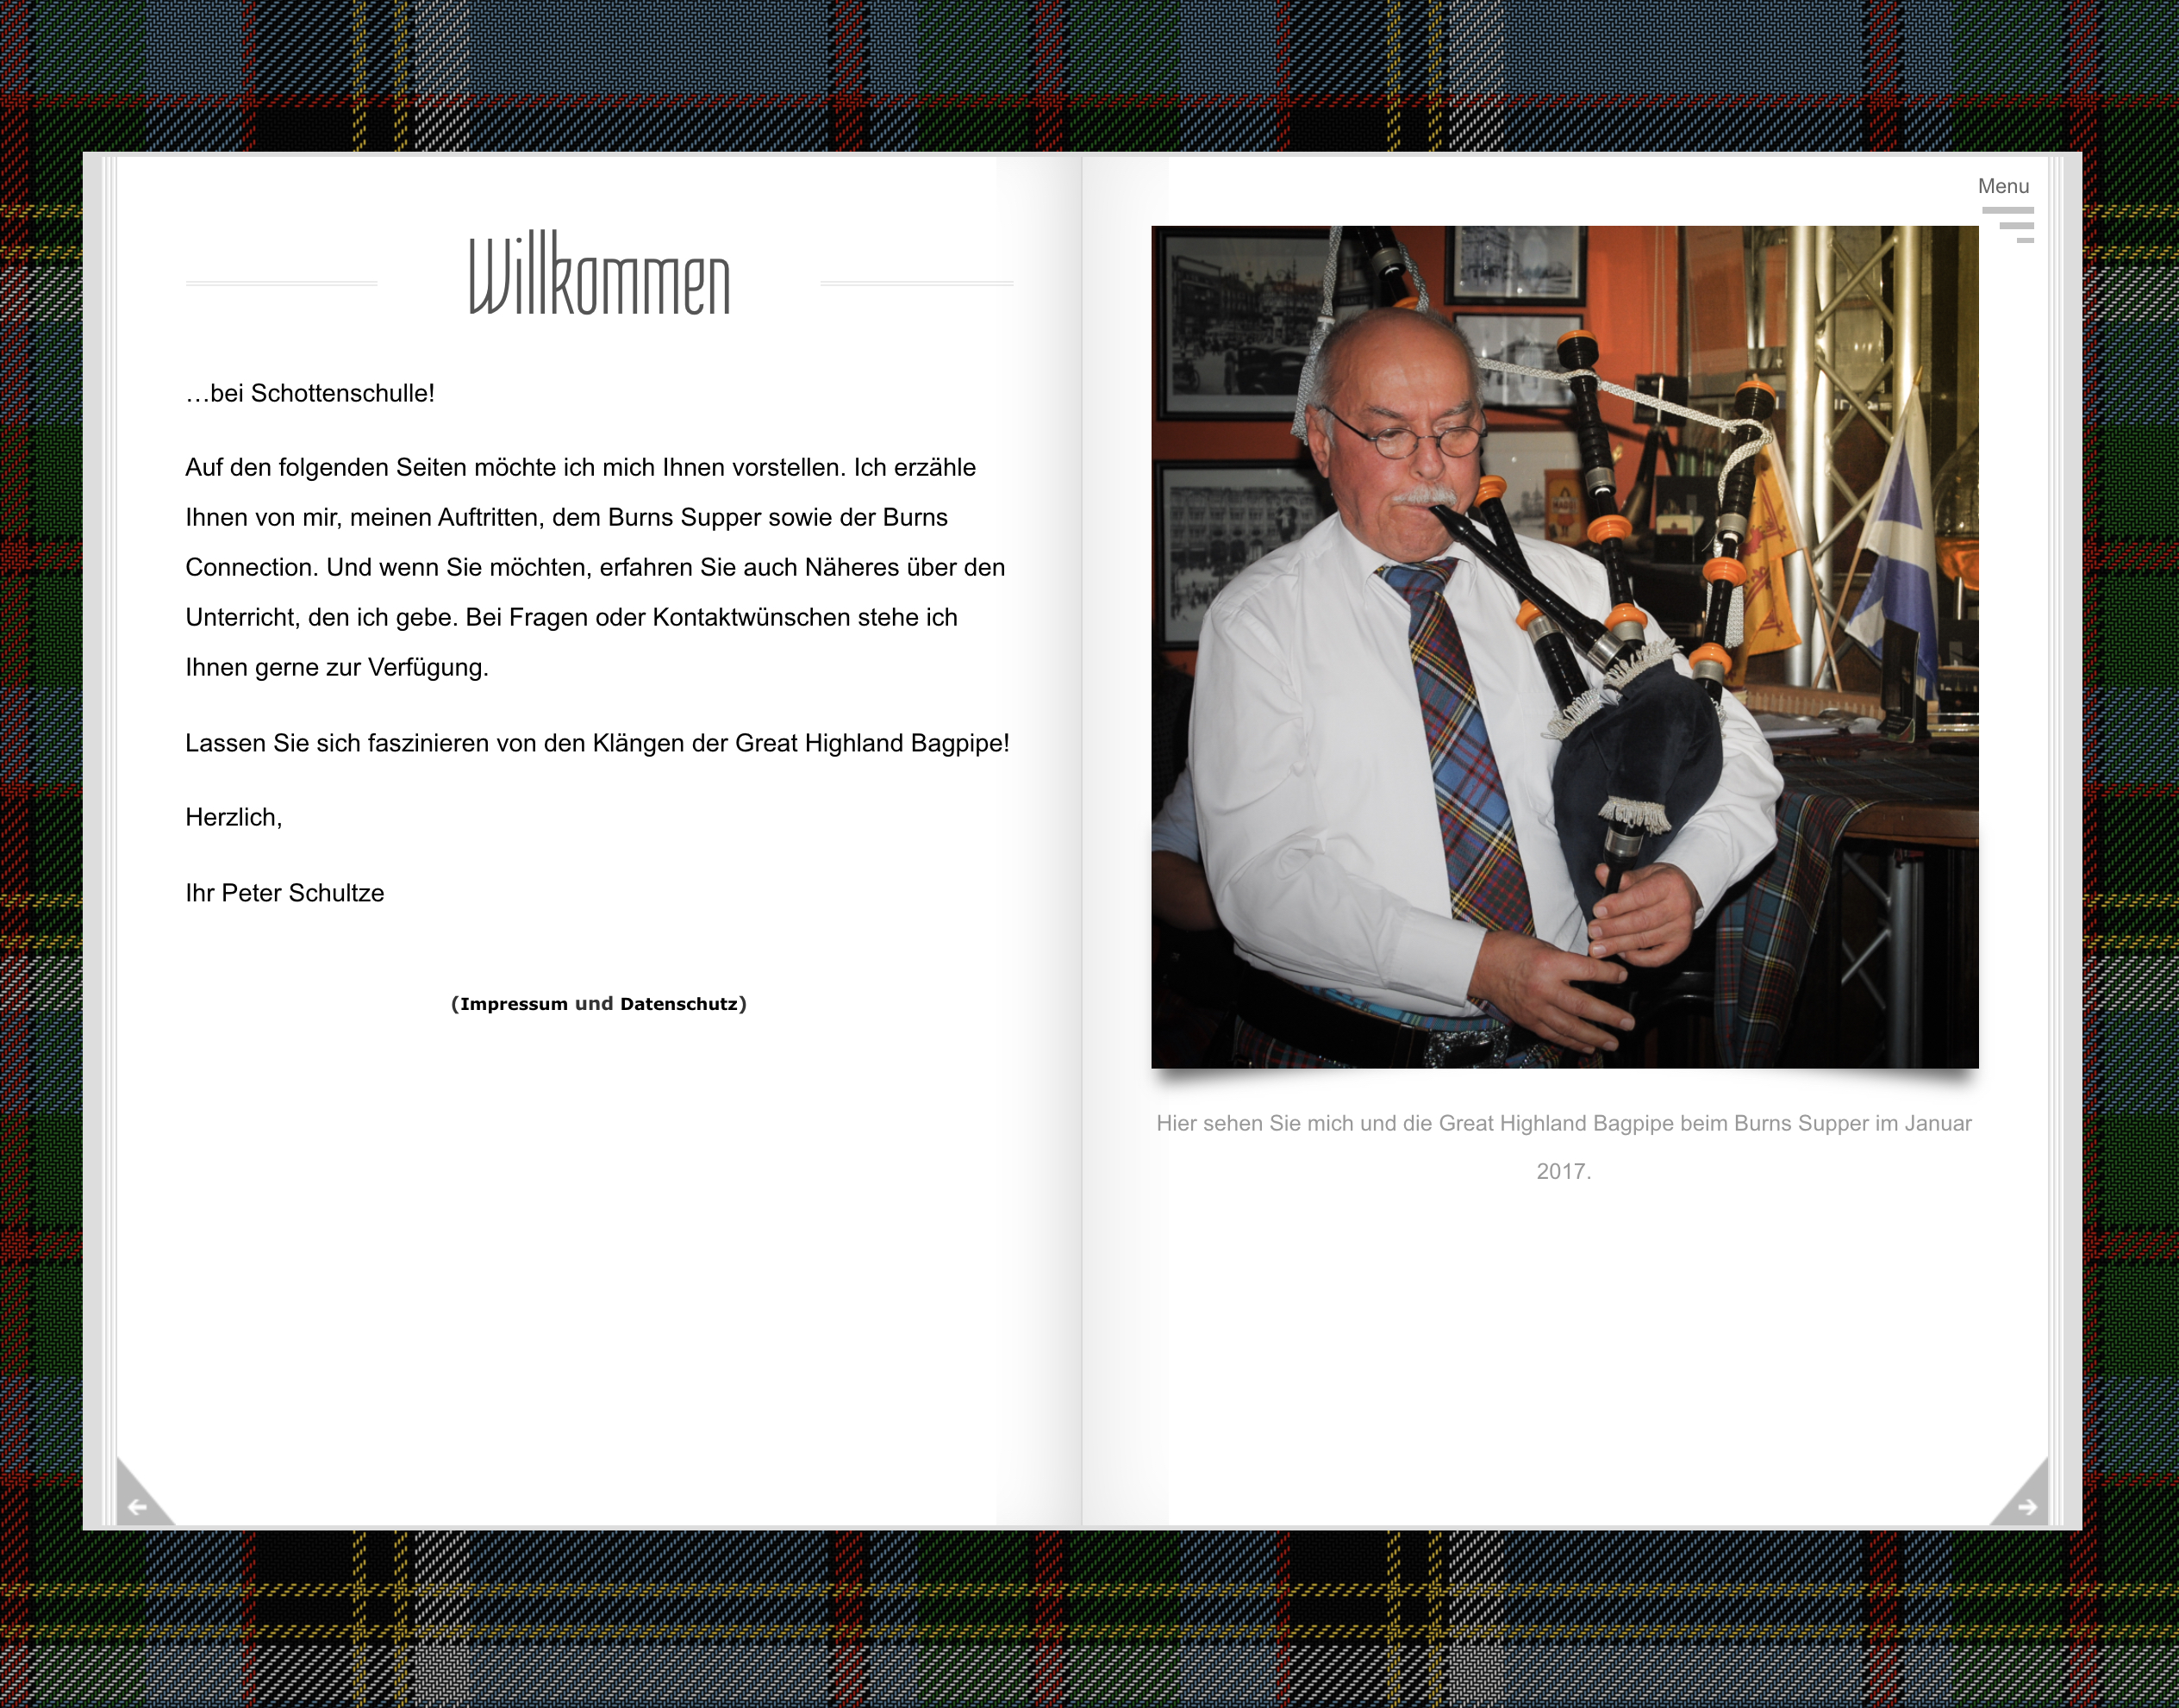 Willkommen
…bei Schottenschulle!
Auf den folgenden Seiten möchte ich mich Ihnen vorstellen. Ich erzähle
Ihnen von mir, meinen Auftritten, dem Burns Supper sowie der Burns
Connection. Und wenn Sie möchten, erfahren Sie auch Näheres über den
Unterricht, den ich gebe. Bei Fragen oder Kontaktwünschen stehe ich
Ihnen gerne zur Verfügung.
Lassen Sie sich faszinieren von den Klängen der Great Highland Bagpipe!
Herzlich,
Ihr Peter Schultze
(Impressum und Datenschutz)
Menu
Hier sehen Sie mich und die Great Highland Bagpipe beim Burns Supper im Januar
2017.